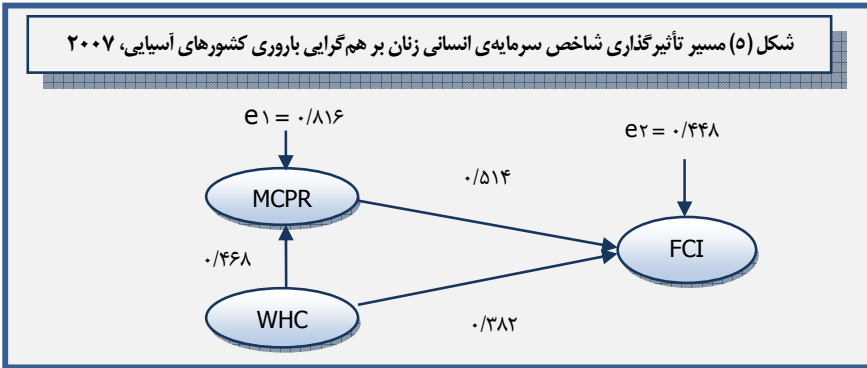 شکل (۵) مسیر تأثیرگذاری شاخص سرمایه‌ی انسانی زنان بر هم‌گرایی باروری کشورهای آسیایی، ۲۰۰۷
e۱ = ۰/۸۱۶
e۲ = ۰/۴۴۸
۰/۵۱۴
MCPR
FCI
۰/۴۶۸
WHC
۰/۳۸۲